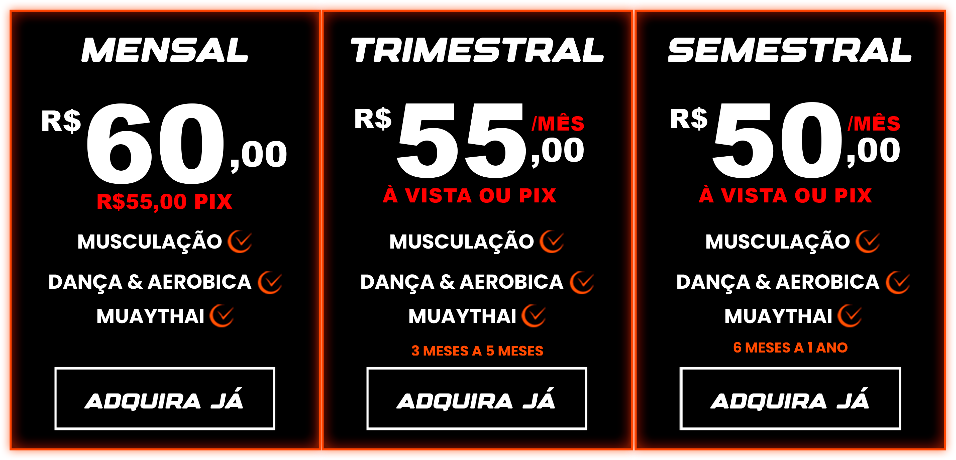 MENSAL
R$60,00
R$55,00 PIX
MUSCULAÇÃO
DANÇA & AEROBICA
MUAYTHAI
ADQUIRA JÁ
TRIMESTRAL
R$55,00/MÊS
À VISTA OU PIX
MUSCULAÇÃO
DANÇA & AEROBICA
MUAYTHAI
3 MESES A 5 MESES
ADQUIRA JÁ
SEMESTRAL
R$50,00/MÊS
À VISTA OU PIX
MUSCULAÇÃO
DANÇA & AEROBICA
MUAYTHAI
6 MESES A 1 ANO
ADQUIRA JÁ